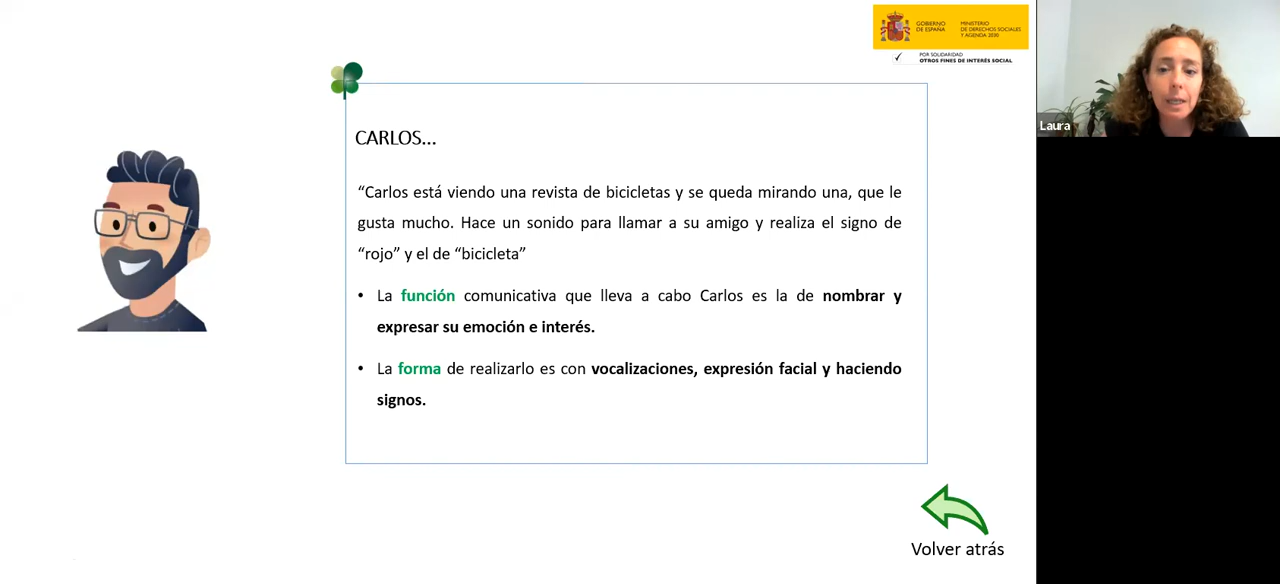 GOBIERNO
DE ESPAÑA
MINISTERIO
DE DERECHOS SOCIALES
Y AGENDA 2030
POR SOLIDARIDAD
OTROS FINES DE INTERÉS SOCIAL
Laura
CARLOS...
“Carlos está viendo una revista de bicicletas y se queda mirando una, que le
gusta mucho. Hace un sonido para llamar a su amigo y realiza el signo de
“rojo” y el de “bicicleta”
• La función comunicativa que lleva a cabo Carlos es la de nombrar y
expresar su emoción e interés.
• La forma de realizarlo es con vocalizaciones, expresión facial y haciendo
signos.
Volver atrás